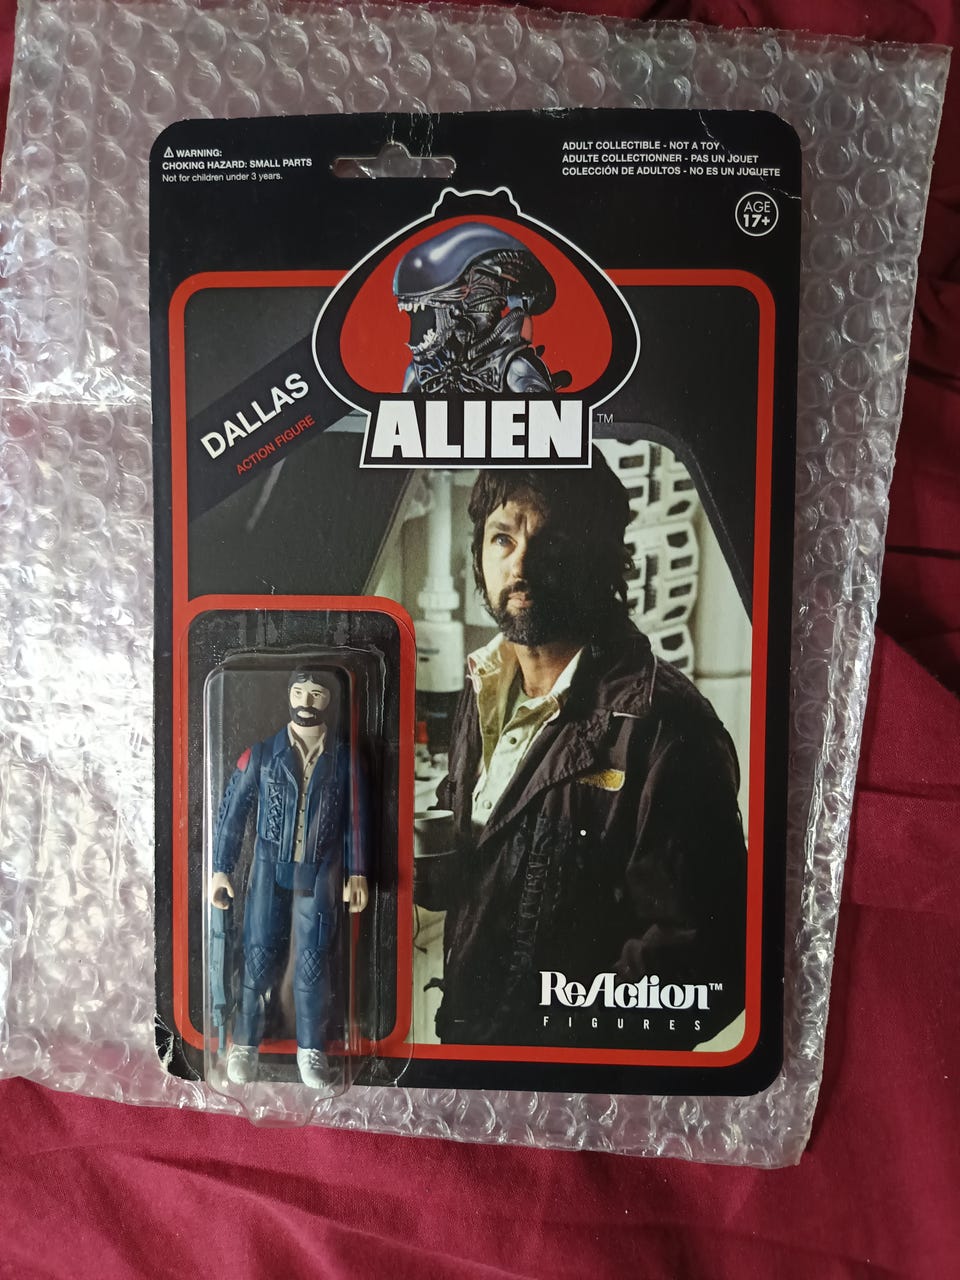 ⚠ WARNING:
CHOKING HAZARD: SMALL PARTS
Not for children under 3 years.
ADULT COLLECTIBLE - NOT A TOY
ADULTE COLLECTIONNER - PAS UN JOUET
COLECCIÓN DE ADULTOS - NO ES UN JUGUETE
AGE
17+
DALLAS
ACTION FIGURE
ALIEN™
ReAction™
FIGURES